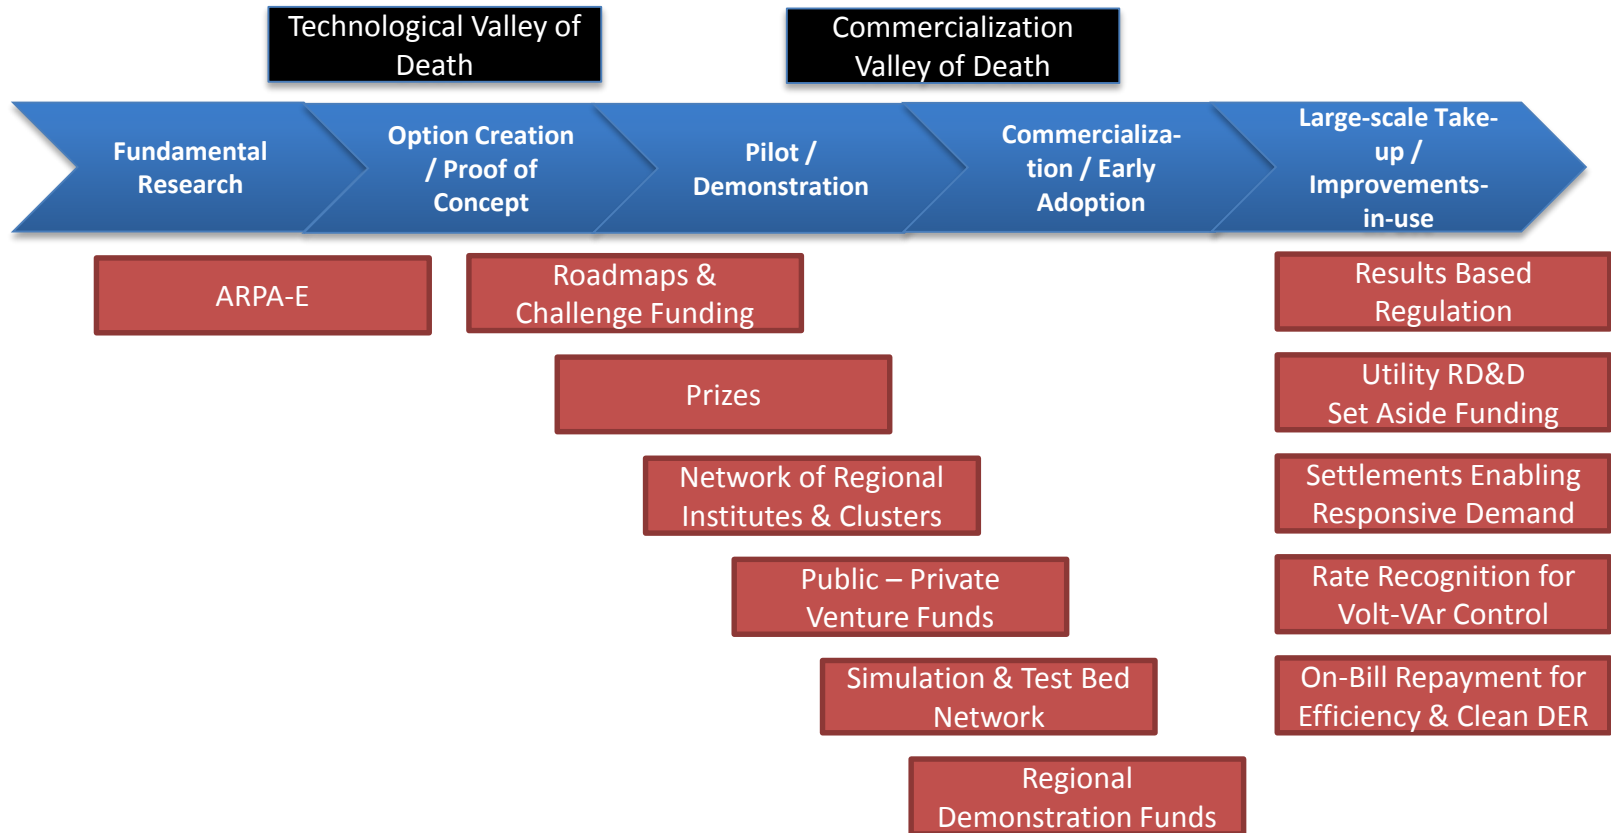 Technological Valley of
Death
Commercialization
Valley of Death
Fundamental
Research
Option Creation
/ Proof of
Concept
Pilot /
Demonstration
Commercializa-
tion / Early
Adoption
Large-scale Take-
up /
Improvements-
in-use
ARPA-E
Roadmaps &
Challenge Funding
Prizes
Network of Regional
Institutes & Clusters
Public – Private
Venture Funds
Simulation & Test Bed
Network
Regional
Demonstration Funds
Results Based
Regulation
Utility RD&D
Set Aside Funding
Settlements Enabling
Responsive Demand
Rate Recognition for
Volt-VAr Control
On-Bill Repayment for
Efficiency & Clean DER